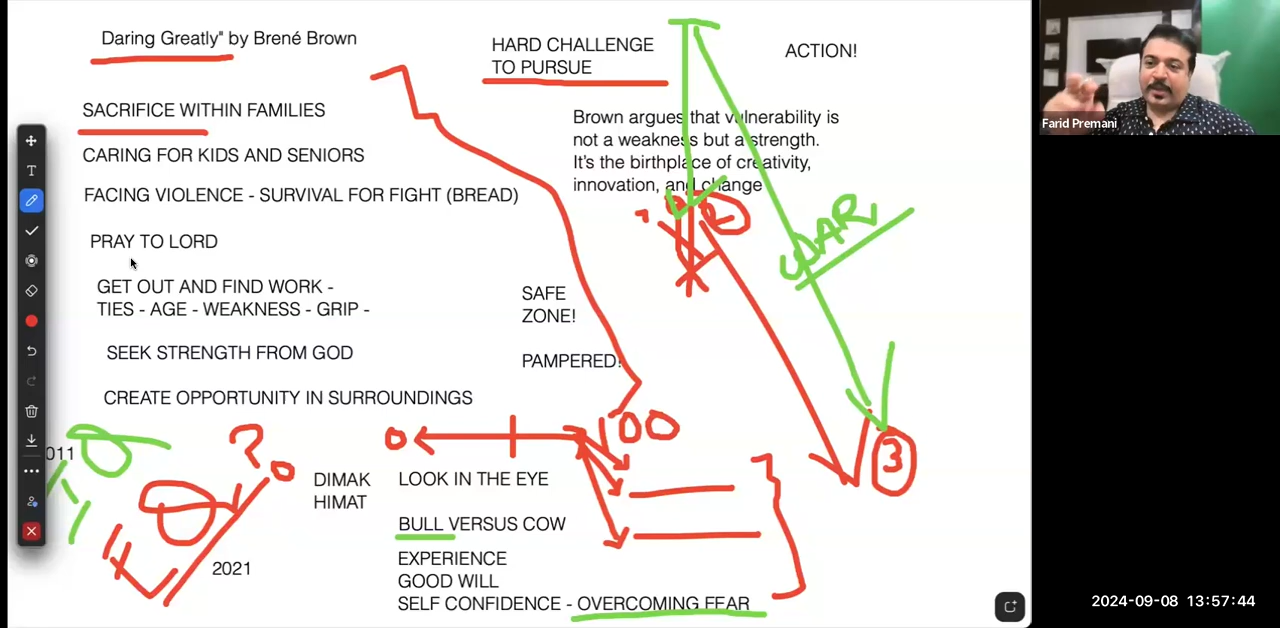 Daring Greatly" by Brené Brown
HARD CHALLENGE
TO PURSUE
ACTION!
Farid Premani
SACRIFICE WITHIN FAMILIES
Brown argues that vulnerability is
not a weakness but a strength.
It's the birthplace of creativity,
innovation, and change
CARING FOR KIDS AND SENIORS
FACING VIOLENCE - SURVIVAL FOR FIGHT (BREAD)
2
WAR
PRAY TO LORD
GET OUT AND FIND WORK -
TIES - AGE - WEAKNESS - GRIP -
SAFE
ZONE!
SEEK STRENGTH FROM GOD
PAMPERED!
CREATE OPPORTUNITY IN SURROUNDINGS
0
100
3
011
?
DIMAK
HIMAT
LOOK IN THE EYE
BULL VERSUS COW
EXPERIENCE
GOOD WILL
SELF CONFIDENCE - OVERCOMING FEAR
2021
2024-09-08 13:57:44